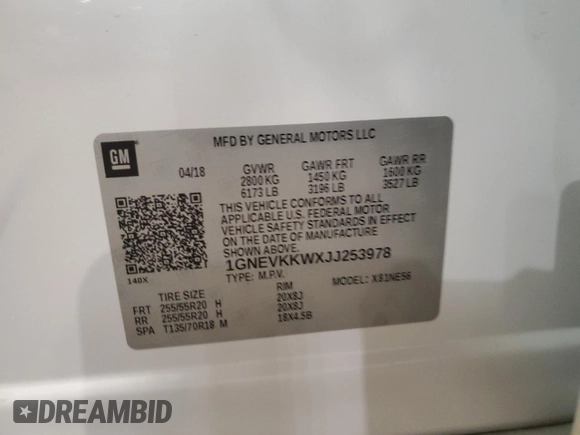 GM
MFD BY GENERAL MOTORS LLC
04/18 GVWR GAWR FRT GAWR RR
2800 KG 1450 KG 1600 KG
6173 LB 3196 LB 3527 LB
THIS VEHICLE CONFORMS TO ALL
APPLICABLE U.S. FEDERAL MOTOR
VEHICLE SAFETY STANDARDS IN EFFECT
ON THE DATE OF MANUFACTURE
SHOWN ABOVE.
1GNEVKKWXJJ253978
140X
TYPE: M.P.V. MODEL: X81NE56
TIRE SIZE RIM
FRT 255/55R20 H 20X8J
RR 255/55R20 H 20X8J
SPA T135/70R18 M 18X4.5B
DREAMBID